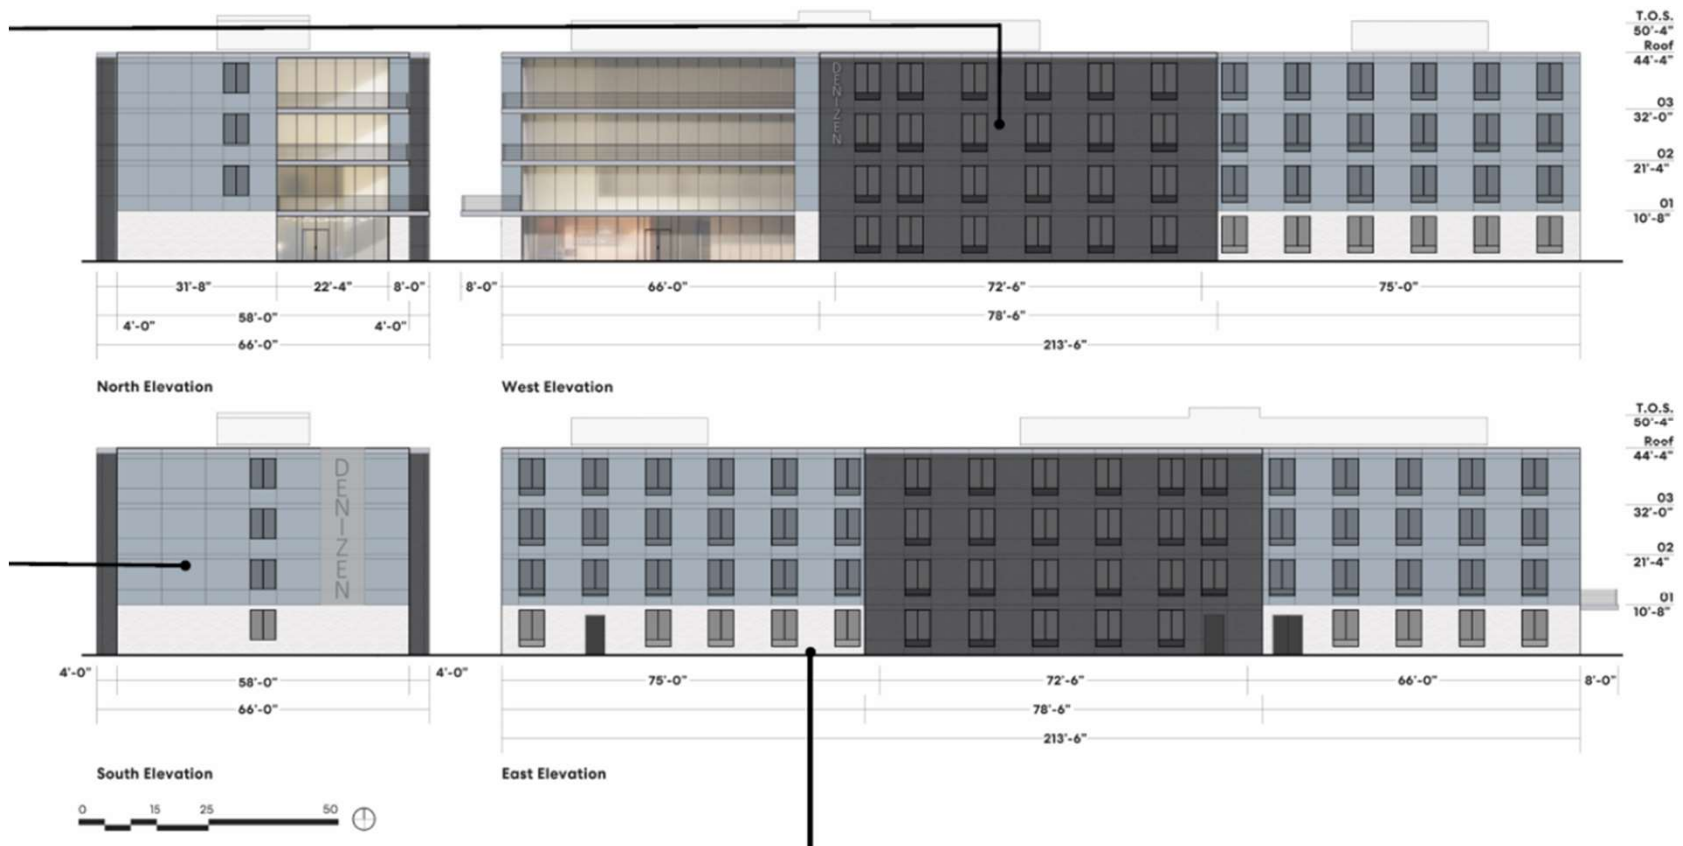 T.O.S.
50'-4"
Roof
44'-4"
03
32'-0"
02
21'-4"
01
10'-8"
DENIZEN
31'-8" 22'-4" 8'-0" 8'-0" 66'-0" 72'-6" 75'-0"
58'-0" 78'-6"
4'-0" 4'-0"
66'-0" 213'-6"
North Elevation West Elevation
T.O.S.
50'-4"
Roof
44'-4"
03
32'-0"
02
21'-4"
01
10'-8"
DENIZEN
4'-0" 58'-0" 4'-0" 75'-0" 72'-6" 66'-0" 8'-0"
66'-0" 78'-6"
213'-6"
South Elevation East Elevation
0 15 25 50